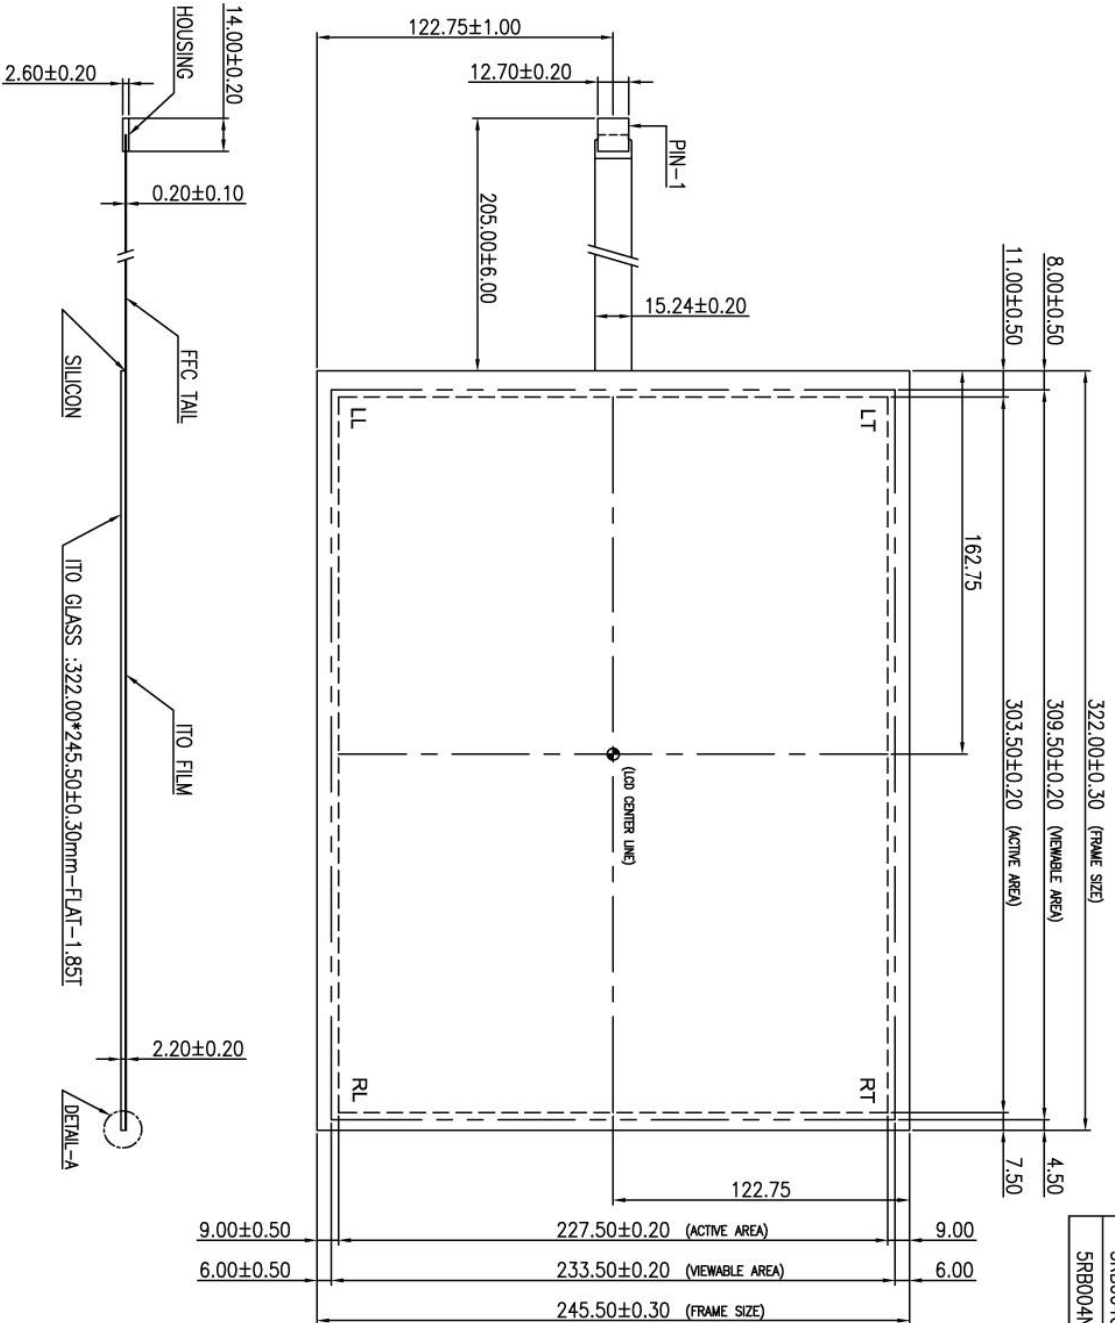 122.75±1.00
12.70±0.20
14.00±0.20
HOUSING
2.60±0.20
PIN-1
0.20±0.10
205.00±6.00
15.24±0.20
11.00±0.50
8.00±0.50
FFC TAIL
SILICON
LL
LT
162.75
322.00±0.30 (FRAME SIZE)
309.50±0.20 (VIEWABLE AREA)
303.50±0.20 (ACTIVE AREA)
ITO GLASS :322.00*245.50±0.30mm-FLAT-1.85T
ITO FILM
(LCD CENTER LINE)
2.20±0.20
DETAIL-A
RL
RT
4.50
7.50
122.75
9.00±0.50
227.50±0.20 (ACTIVE AREA)
9.00
6.00±0.50
233.50±0.20 (VIEWABLE AREA)
6.00
245.50±0.30 (FRAME SIZE)